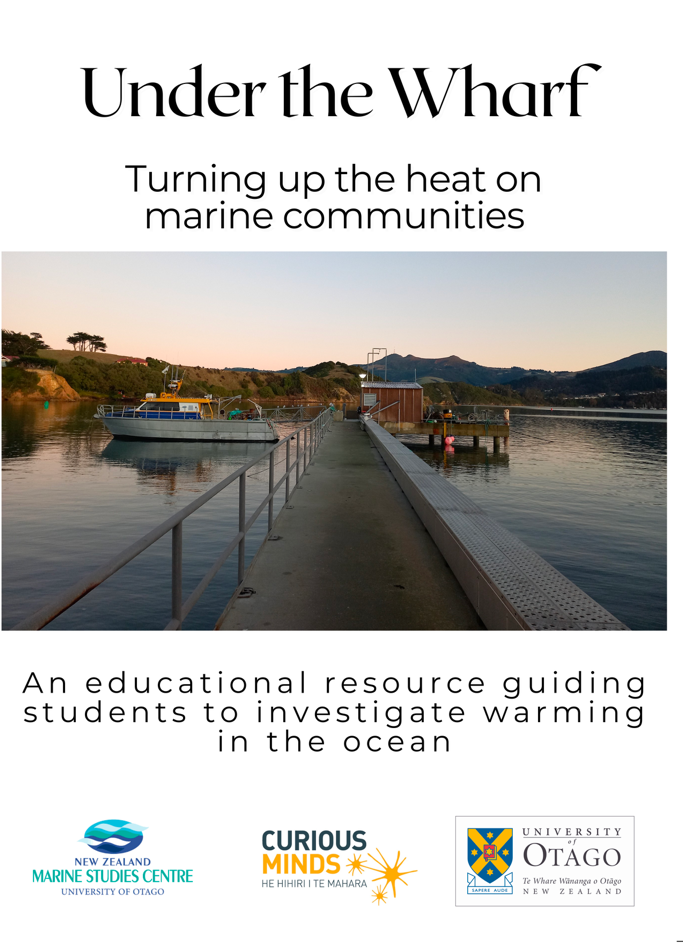 Under the Wharf
Turning up the heat on
marine communities
An educational resource guiding
students to investigate warming
in the ocean
NEW ZEALAND
MARINE STUDIES CENTRE
UNIVERSITY OF OTAGO
CURIOUS
MINDS
HE HIHIRI I TE MAHARA
SAPERE AUDE
UNIVERSITY
of
OTAGO
Te Whare Wānanga o Otāgo
NEW ZEALAND